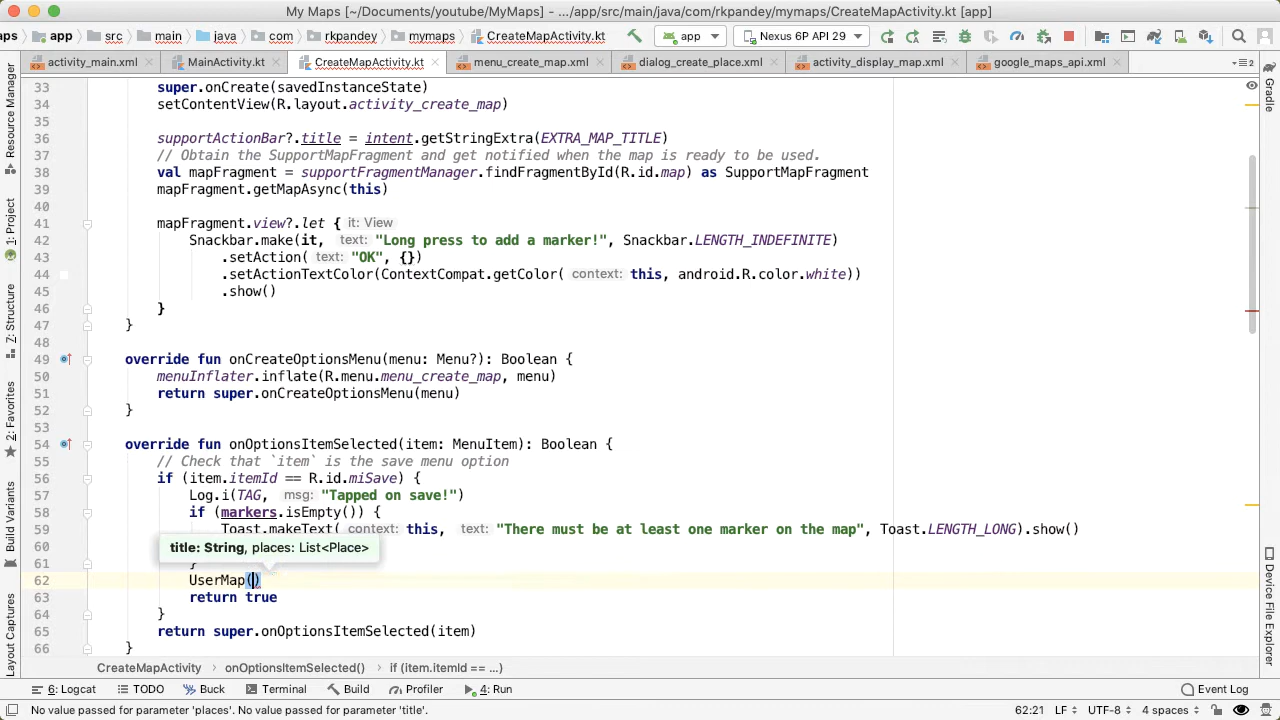 My Maps [~/Documents/youtube/MyMaps] – .../app/src/main/java/com/rkpandey/mymaps/CreateMapActivity.kt [app]
aps app src main java com rkpandey mymaps CreateMapActivity.kt app Nexus 6P API 29
activity_main.xml MainActivity.kt CreateMapActivity.kt menu_create_map.xml dialog_create_place.xml activity_display_map.xml google_maps_api.xml 2
33 super.onCreate(savedInstanceState)
34 setContentView(R.layout.activity_create_map)
35
36 supportActionBar?.title = intent.getStringExtra(EXTRA_MAP_TITLE)
37 // Obtain the SupportMapFragment and get notified when the map is ready to be used.
38 val mapFragment = supportFragmentManager.findFragmentById(R.id.map) as SupportMapFragment
39 mapFragment.getMapAsync(this)
40
41 mapFragment.view?.let { it: View
42 Snackbar.make(it, text: "Long press to add a marker!", Snackbar.LENGTH_INDEFINITE)
43 .setAction( text: "OK", {})
44 .setActionTextColor(ContextCompat.getColor( context: this, android.R.color.white))
45 .show()
46 }
47 }
48
49 override fun onCreateOptionsMenu(menu: Menu?): Boolean {
50 menuInflater.inflate(R.menu.menu_create_map, menu)
51 return super.onCreateOptionsMenu(menu)
52 }
53
54 override fun onOptionsItemSelected(item: MenuItem): Boolean {
55 // Check that `item` is the save menu option
56 if (item.itemId == R.id.miSave) {
57 Log.i(TAG, msg: "Tapped on save!")
58 if (markers.isEmpty()) {
59 Toast.makeText( context: this, text: "There must be at least one marker on the map", Toast.LENGTH_LONG).show()
60 title: String, places: List<Place>
61 }
62 UserMap()
63 return true
64 }
65 return super.onOptionsItemSelected(item)
66 }
CreateMapActivity onOptionsItemSelected() if (item.itemId == ...)
6: Logcat TODO Buck Terminal Build Profiler 4: Run Event Log
No value passed for parameter 'places'. No value passed for parameter 'title'. 62:21 LF UTF-8 4 spaces
Resource Manager
1: Project
Z: Structure
2: Favorites
Build Variants
Layout Captures
Gradle
Device File Explorer